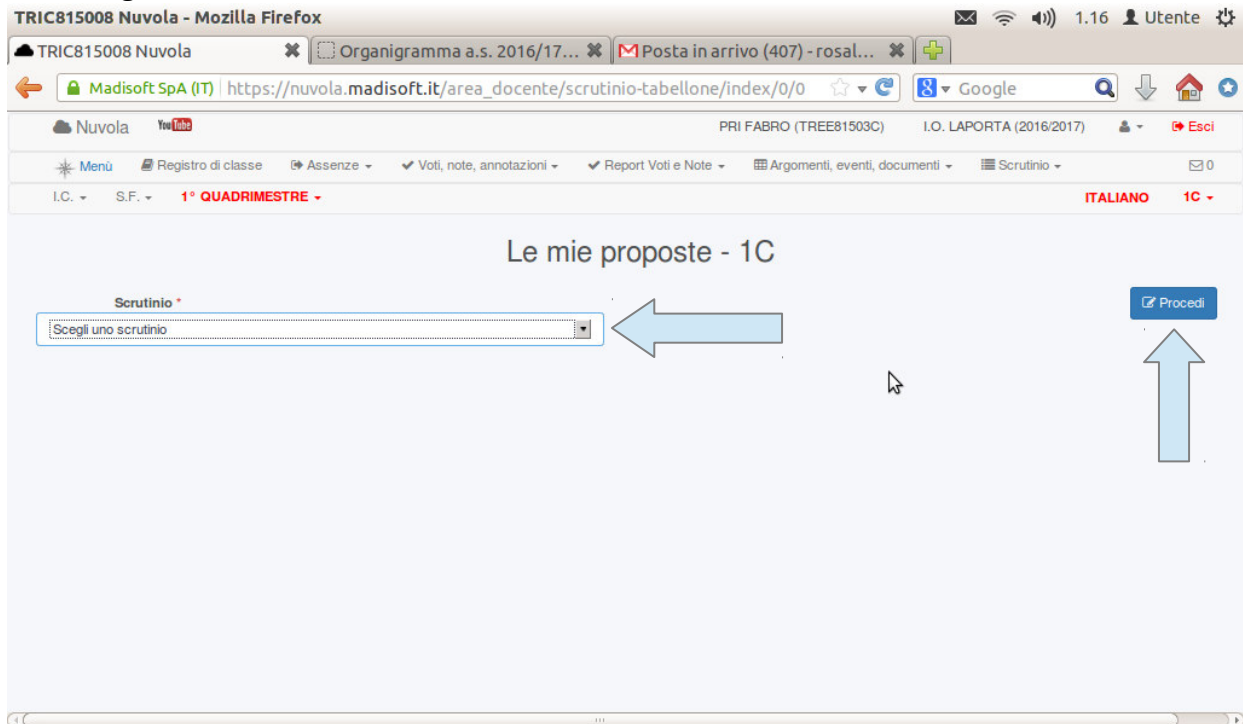 TRIC815008 Nuvola - Mozilla Firefox 1.16 Utente
TRIC815008 Nuvola Organigramma a.s. 2016/17... Posta in arrivo (407) - rosal...
Madisoft SpA (IT) https://nuvola.madisoft.it/area_docente/scrutinio-tabellone/index/0/0 8 Google
Nuvola You Tube PRI FABRO (TREE81503C) I.O. LAPORTA (2016/2017) Esci
Menù Registro di classe Assenze Voti, note, annotazioni Report Voti e Note Argomenti, eventi, documenti Scrutinio 0
I.C. S.F. 1° QUADRIMESTRE ITALIANO 1C
Le mie proposte - 1C
Scrutinio *
Procedi
Scegli uno scrutinio